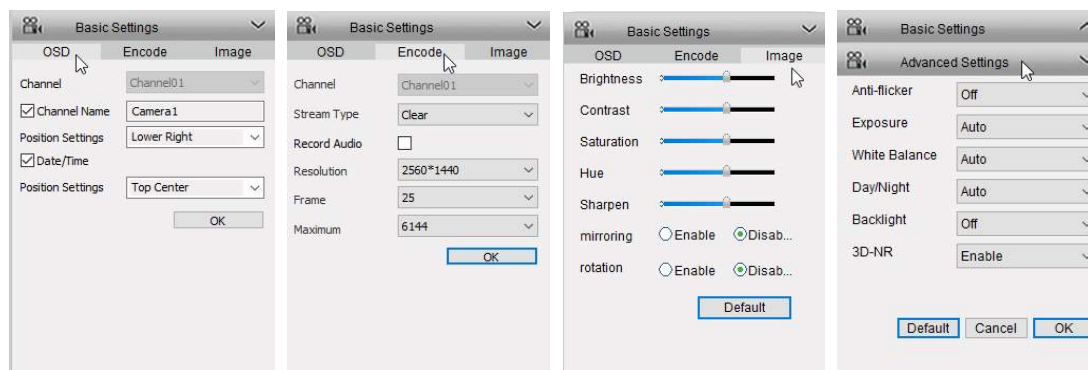 Basic Settings
OSD Encode Image
Channel Channel01
Channel Name Camera1
Position Settings Lower Right
Date/Time
Position Settings Top Center
OK
Basic Settings
OSD Encode Image
Channel Channel01
Stream Type Clear
Record Audio
Resolution 2560*1440
Frame 25
Maximum 6144
OK
Basic Settings
OSD Encode Image
Brightness
Contrast
Saturation
Hue
Sharpen
mirroring Enable Disab...
rotation Enable Disab...
Default
Basic Settings
Advanced Settings
Anti-flicker Off
Exposure Auto
White Balance Auto
Day/Night Auto
Backlight Off
3D-NR Enable
Default Cancel OK